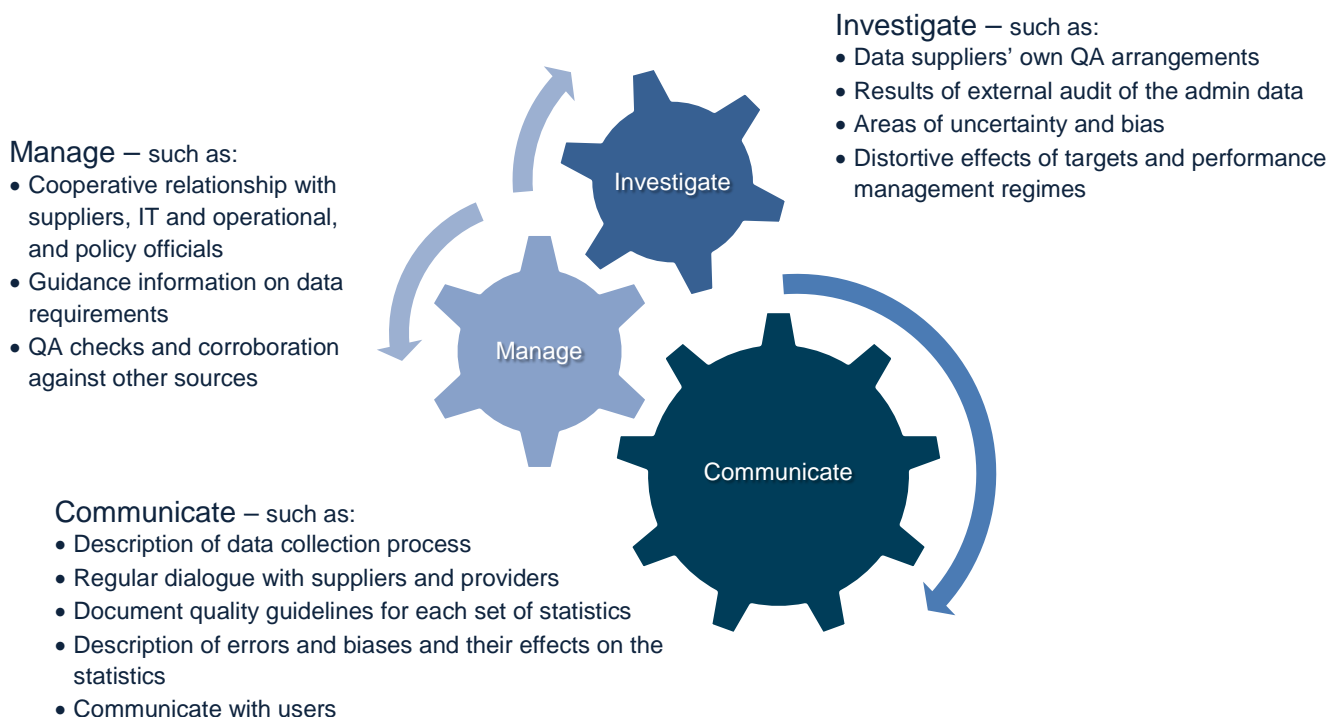 Investigate – such as:
• Data suppliers’ own QA arrangements
• Results of external audit of the admin data
• Areas of uncertainty and bias
• Distortive effects of targets and performance
management regimes
Manage – such as:
• Cooperative relationship with
suppliers, IT and operational,
and policy officials
• Guidance information on data
requirements
• QA checks and corroboration
against other sources
Investigate
Manage
Communicate
Communicate – such as:
• Description of data collection process
• Regular dialogue with suppliers and providers
• Document quality guidelines for each set of statistics
• Description of errors and biases and their effects on the
statistics
• Communicate with users